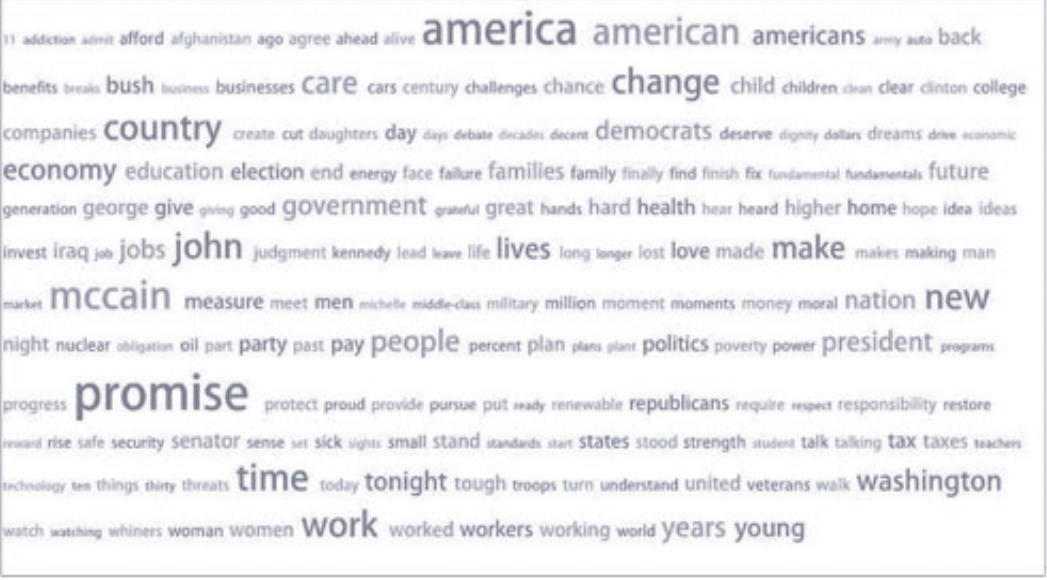 11 addiction admit afford afghanistan ago agree ahead alive america american americans army auto back
benefits breaks bush business businesses care cars century challenges chance change child children clean clear clinton college
companies country create cut daughters day days debate decades decent democrats deserve dignity dollars dreams drive economic
economy education election end energy face failure families family finally find finish fix fundamental fundamentals future
generation george give giving good government grateful great hands hard health hear heard higher home hope idea ideas
invest iraq job jobs john judgment kennedy lead leave life lives long longer lost love made make makes making man
market mccain measure meet men michelle middle-class military million moment moments money moral nation new
night nuclear obligation oil part party past pay people percent plan plans plant politics poverty power president programs
progress promise protect proud provide pursue put ready renewable republicans require respect responsibility restore
reward rise safe security senator sense set sick sights small stand standards start states stood strength student talk talking tax taxes teachers
technology ten things thirty threats time today tonight tough troops turn understand united veterans walk washington
watch watching whiners woman women work worked workers working world years young